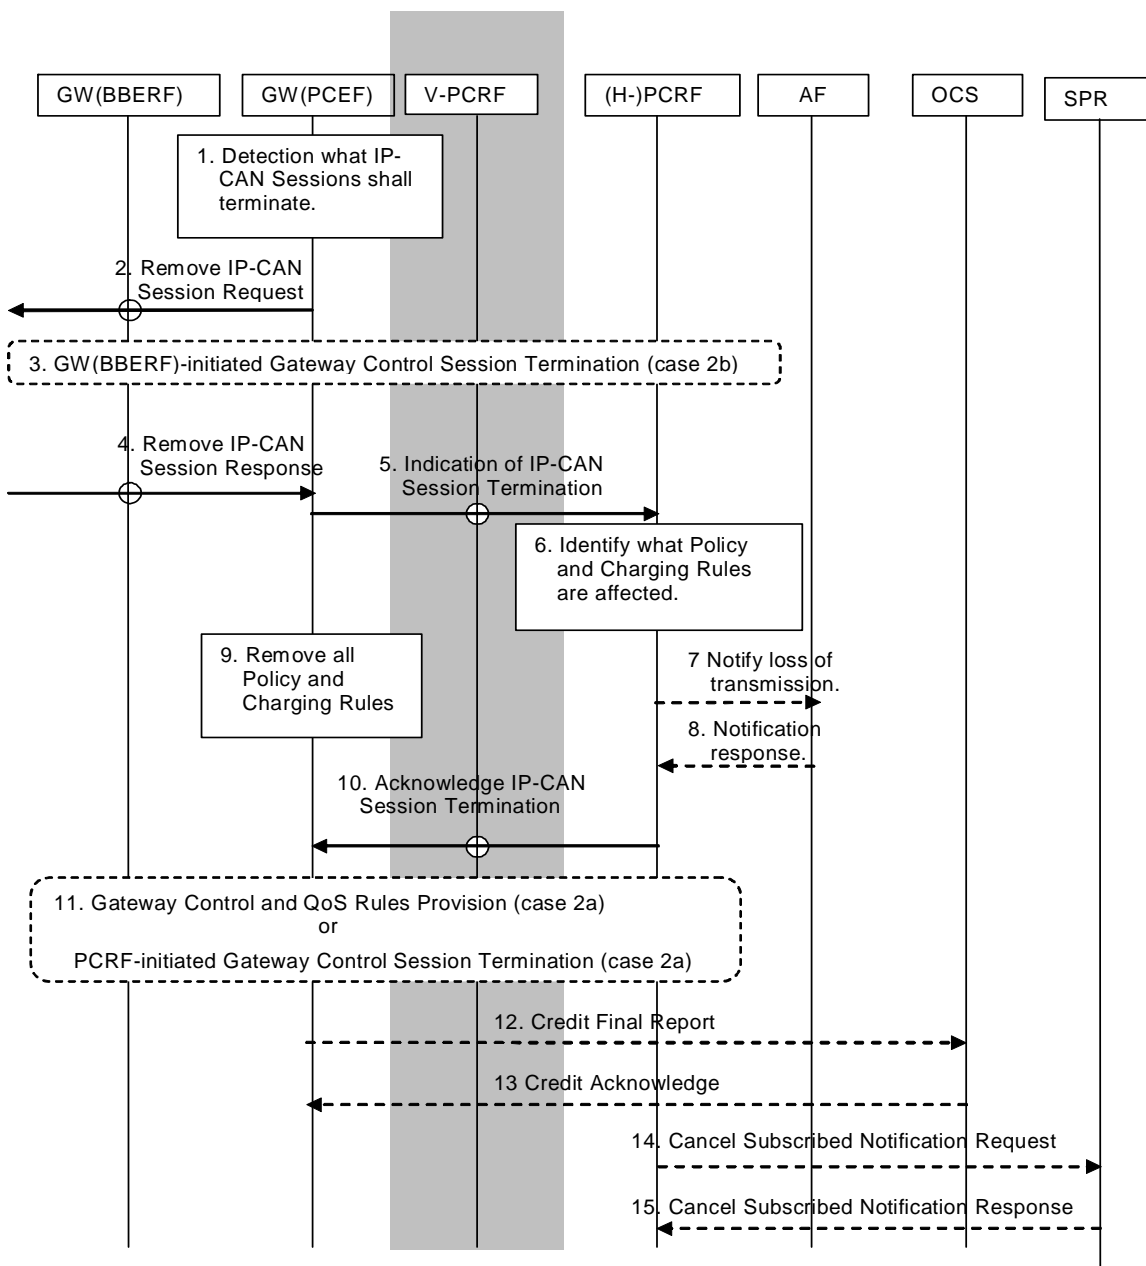 GW(BBERF)
GW(PCEF)
V-PCRF
(H-)PCRF
AF
OCS
SPR
1. Detection what IP-
CAN Sessions shall
terminate.
2. Remove IP-CAN
Session Request
3. GW(BBERF)-initiated Gateway Control Session Termination (case 2b)
4. Remove IP-CAN
Session Response
5. Indication of IP-CAN
Session Termination
6. Identify what Policy
and Charging Rules
are affected.
9. Remove all
Policy and
Charging Rules
7 Notify loss of
transmission.
8. Notification
response.
10. Acknowledge IP-CAN
Session Termination
11. Gateway Control and QoS Rules Provision (case 2a)
or
PCRF-initiated Gateway Control Session Termination (case 2a)
12. Credit Final Report
13 Credit Acknowledge
14. Cancel Subscribed Notification Request
15. Cancel Subscribed Notification Response